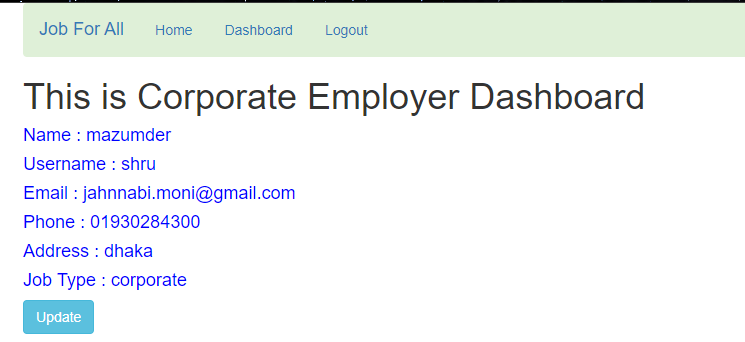 Job For All Home Dashboard Logout
This is Corporate Employer Dashboard
Name : mazumder
Username : shru
Email : jahnnabi.moni@gmail.com
Phone : 01930284300
Address : dhaka
Job Type : corporate
Update